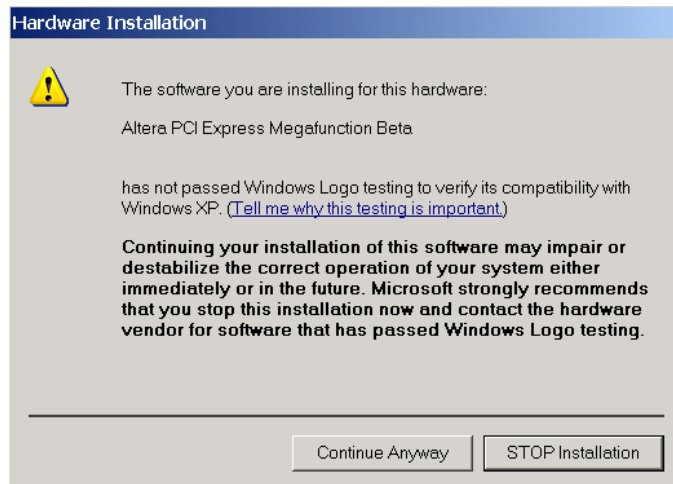 Hardware Installation
The software you are installing for this hardware:
Altera PCI Express Megafunction Beta
has not passed Windows Logo testing to verify its compatibility with
Windows XP. (Tell me why this testing is important.)
Continuing your installation of this software may impair or
destabilize the correct operation of your system either
immediately or in the future. Microsoft strongly recommends
that you stop this installation now and contact the hardware
vendor for software that has passed Windows Logo testing.
Continue Anyway
STOP Installation